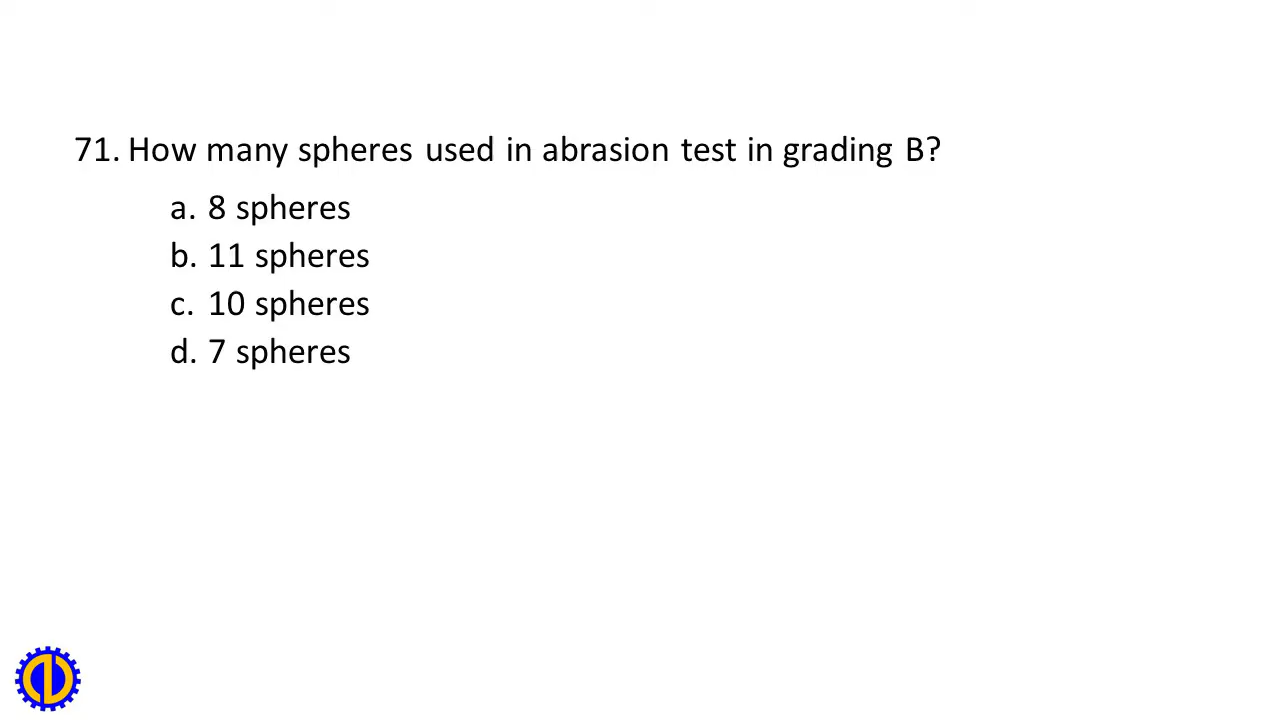 71. How many spheres used in abrasion test in grading B?
a. 8 spheres
b. 11 spheres
c. 10 spheres
d. 7 spheres